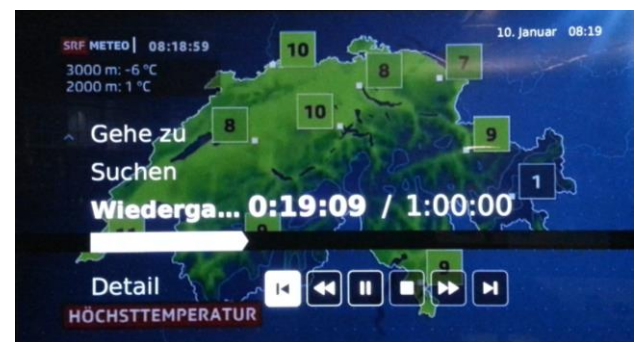 10. Januar 08:19
SRF METEO 08:18:59
3000 m: -6 °C
2000 m: 1 °C
10
8
7
8
10
9
1
Gehe zu
Suchen
Wiederga... 0:19:09 / 1:00:00
9
Detail
HÖCHSTTEMPERATUR